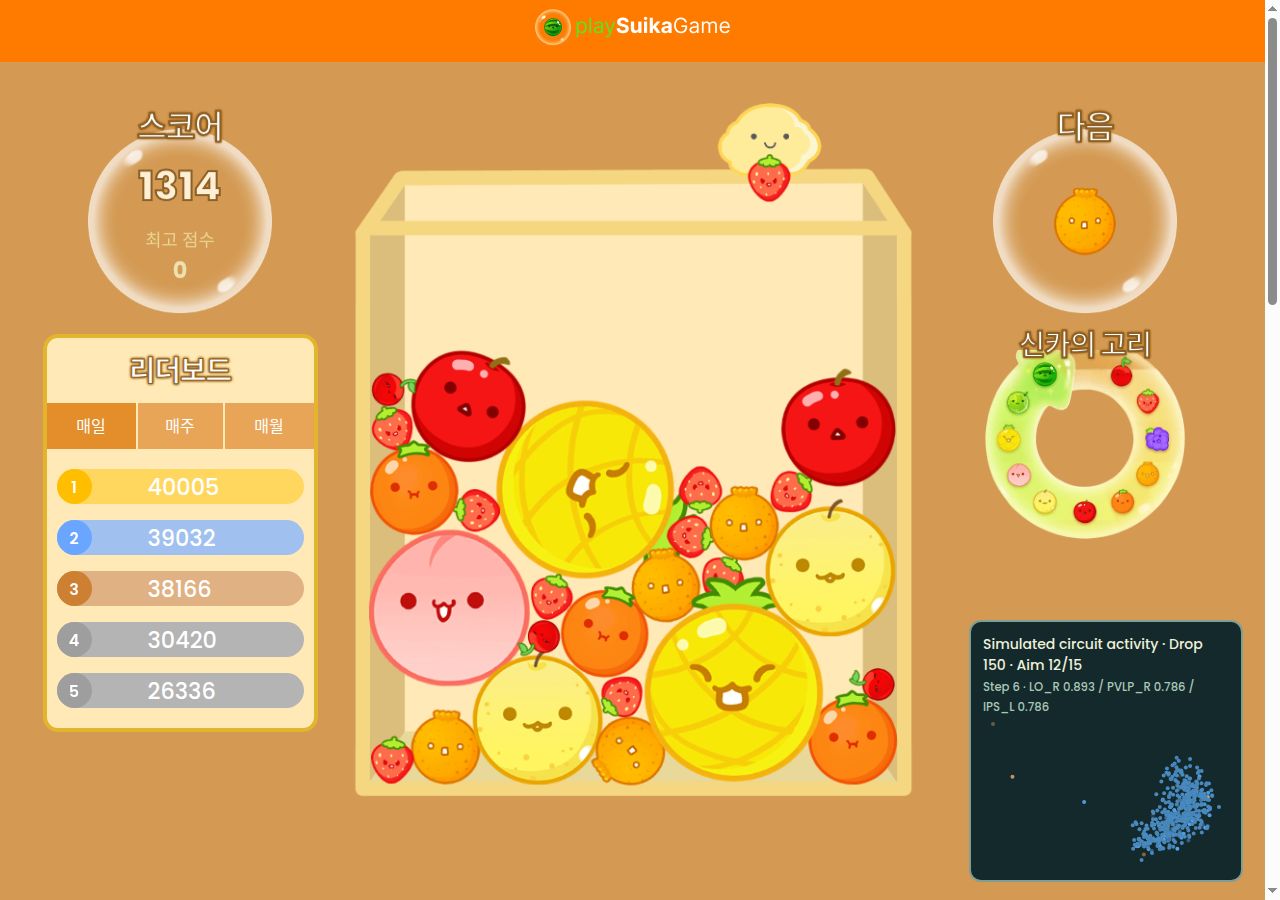 playSuikaGame
스코어
1314
최고 점수
0
다음
신카의 고리
리더보드
매일 매주 매월
1 40005
2 39032
3 38166
4 30420
5 26336
Simulated circuit activity · Drop
150 · Aim 12/15
Step 6 · LO_R 0.893 / PVLP_R 0.786 /
IPS_L 0.786